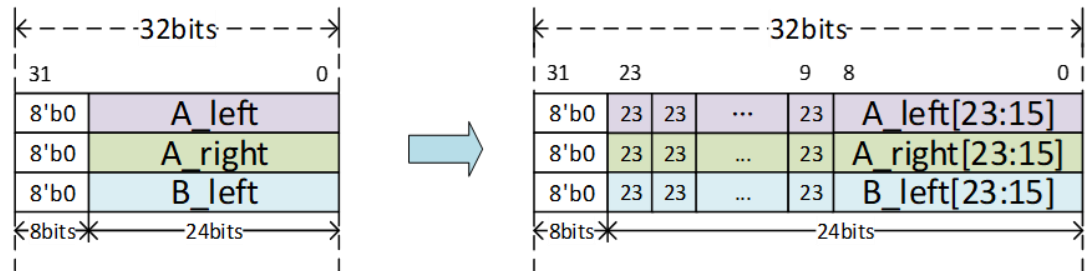 32bits
31 0
8'b0 A_left
8'b0 A_right
8'b0 B_left
8bits 24bits
32bits
31 23 9 8 0
8'b0 23 23 ... 23 A_left[23:15]
8'b0 23 23 ... 23 A_right[23:15]
8'b0 23 23 ... 23 B_left[23:15]
8bits 24bits